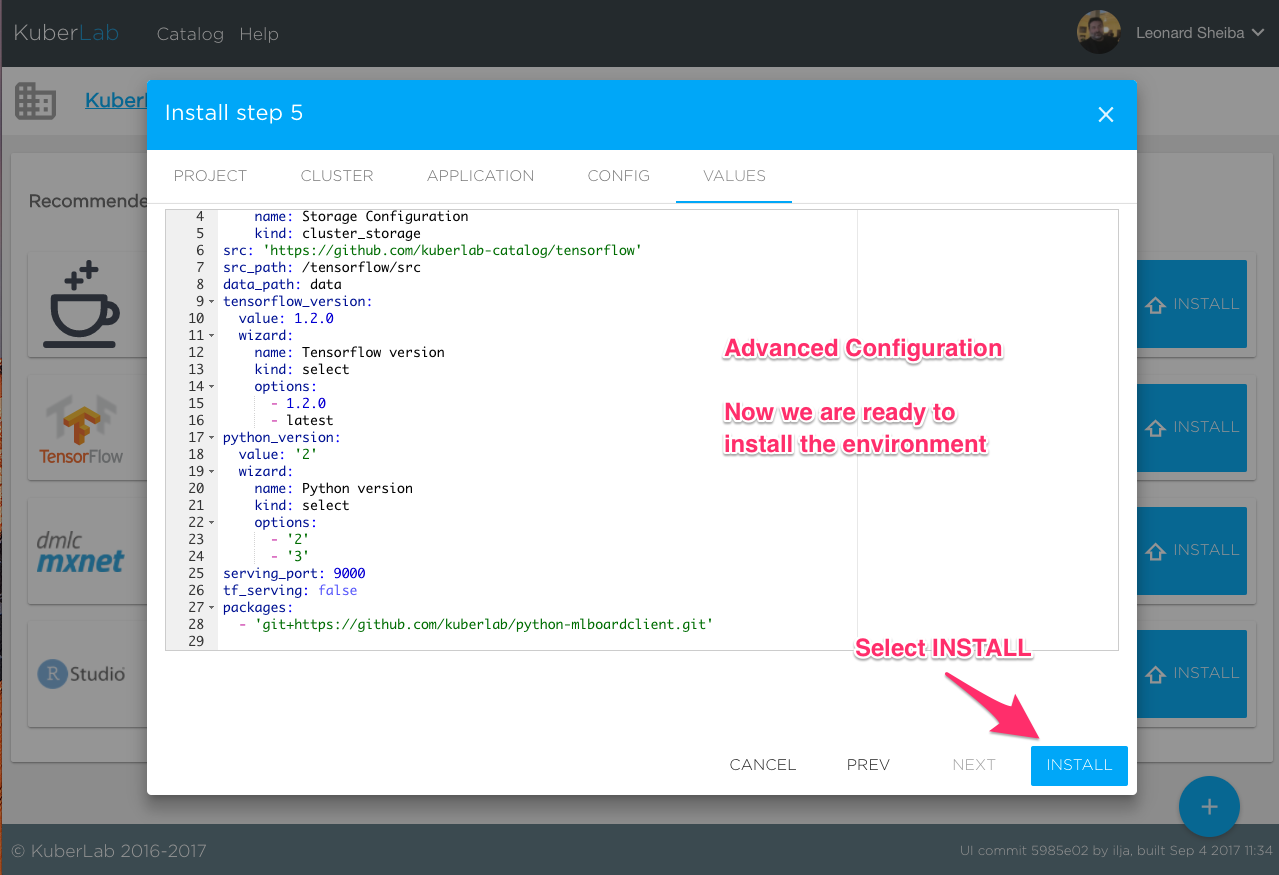 KuberLab Catalog Help Leonard Sheiba
Kuberl
Install step 5
PROJECT CLUSTER APPLICATION CONFIG VALUES
Recommende
4 name: Storage Configuration
5 kind: cluster_storage
6 src: 'https://github.com/kuberlab-catalog/tensorflow'
7 src_path: /tensorflow/src
8 data_path: data
9 tensorflow_version:
10 value: 1.2.0
11 wizard:
12 name: Tensorflow version
13 kind: select
14 options:
15 - 1.2.0
16 - latest
17 python_version:
18 value: '2'
19 wizard:
20 name: Python version
21 kind: select
22 options:
23 - '2'
24 - '3'
25 serving_port: 9000
26 tf_serving: false
27 packages:
28 - 'git+https://github.com/kuberlab/python-mlboardclient.git'
29
Advanced Configuration
Now we are ready to
install the environment
Select INSTALL
TF
TensorFlow
dmlc
mxnet
R Studio
INSTALL
INSTALL
INSTALL
INSTALL
CANCEL PREV NEXT INSTALL
+
© KuberLab 2016-2017
UI commit 5985e02 by ilja, built Sep 4 2017 11:34